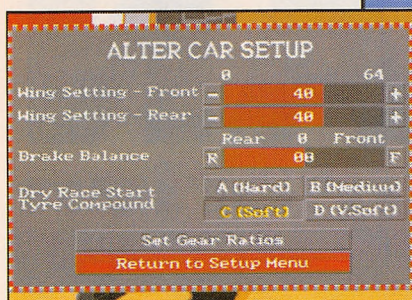 ALTER CAR SETUP
0 64
Wing Setting - Front - 40 +
Wing Setting - Rear - 40 +
Rear 0 Front
Brake Balance R 00 F
Dry Race Start
Tyre Compound
A (Hard) B (Medium)
C (Soft) D (V.Soft)
Set Gear Ratios
Return to Setup Menu